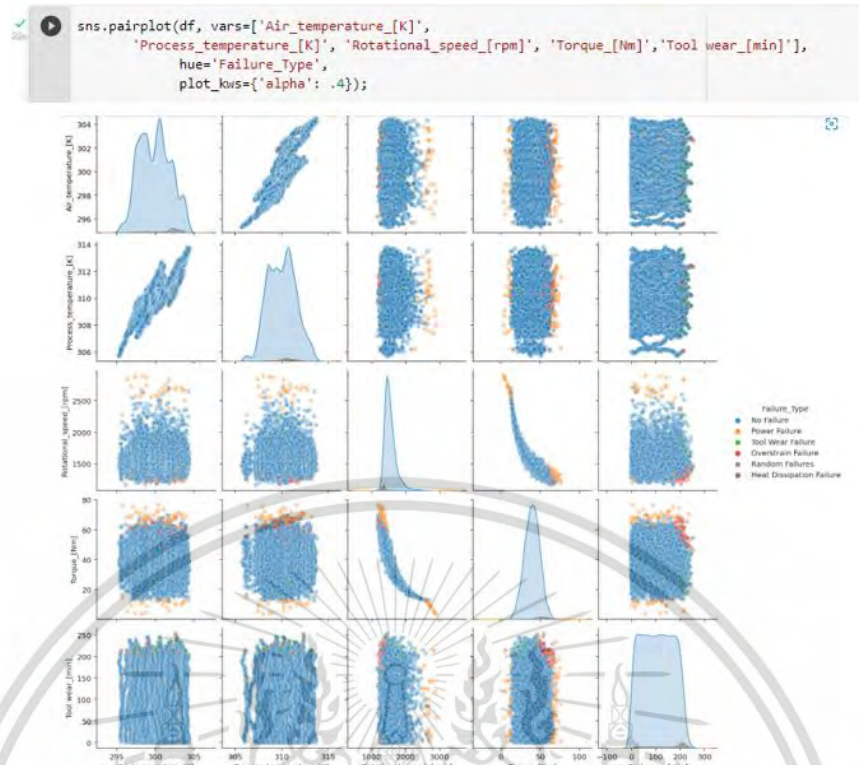 sns.pairplot(df, vars=['Air_temperature_[K]',
'Process_temperature_[K]', 'Rotational_speed_[rpm]', 'Torque_[Nm]','Tool wear_[min]'],
hue='Failure_Type',
plot_kws={'alpha': .4});
Air_temperature_[K]
304
302
300
298
296
Process_temperature_[K]
314
312
310
308
306
Rotational_speed_[rpm]
2500
2000
1500
Failure_Type
No Failure
Power Failure
Tool Wear Failure
Overstrain Failure
Random Failures
Heat Dissipation Failure
Torque_[Nm]
80
60
40
20
Tool wear_[min]
250
200
150
100
50
0
295 300 305 305 310 315 1000 2000 3000 0 50 100 −100 0 100 200 300